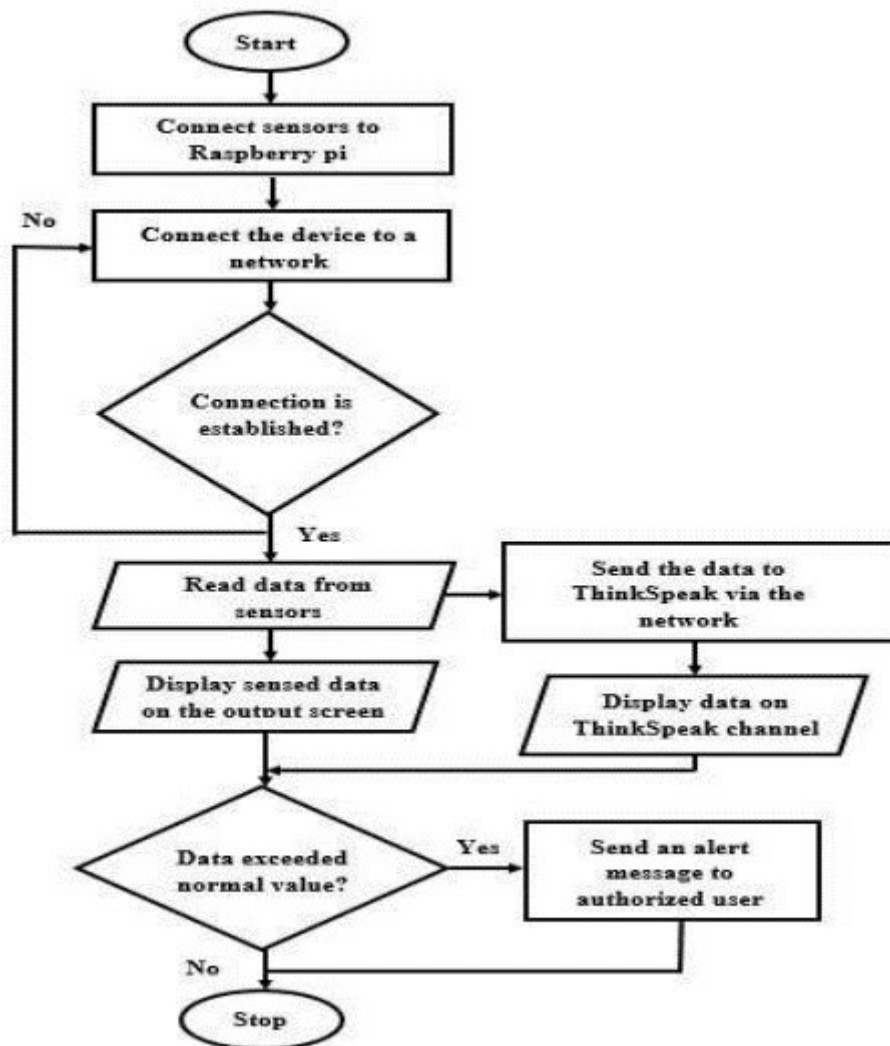 Start
Connect sensors to
Raspberry pi
No
Connect the device to a
network
Connection is
established?
Yes
Read data from
sensors
Send the data to
ThinkSpeak via the
network
Display sensed data
on the output screen
Display data on
ThinkSpeak channel
Data exceeded
normal value?
Yes
Send an alert
message to
authorized user
No
Stop